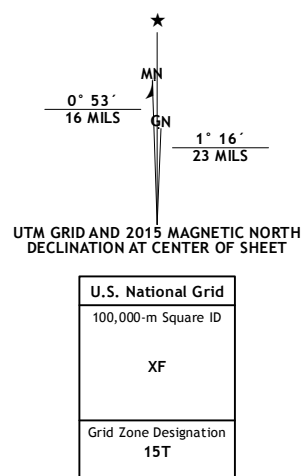 ★
MN
0° 53´
16 MILS
GN
1° 16´
23 MILS
UTM GRID AND 2015 MAGNETIC NORTH
DECLINATION AT CENTER OF SHEET
U.S. National Grid
100,000-m Square ID
XF
Grid Zone Designation
15T